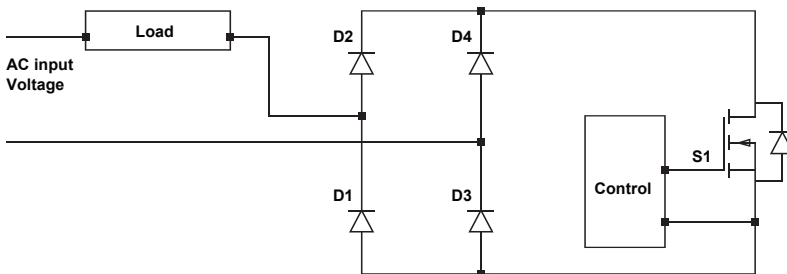 Load
AC input
Voltage
D2
D4
D1
D3
Control
S1